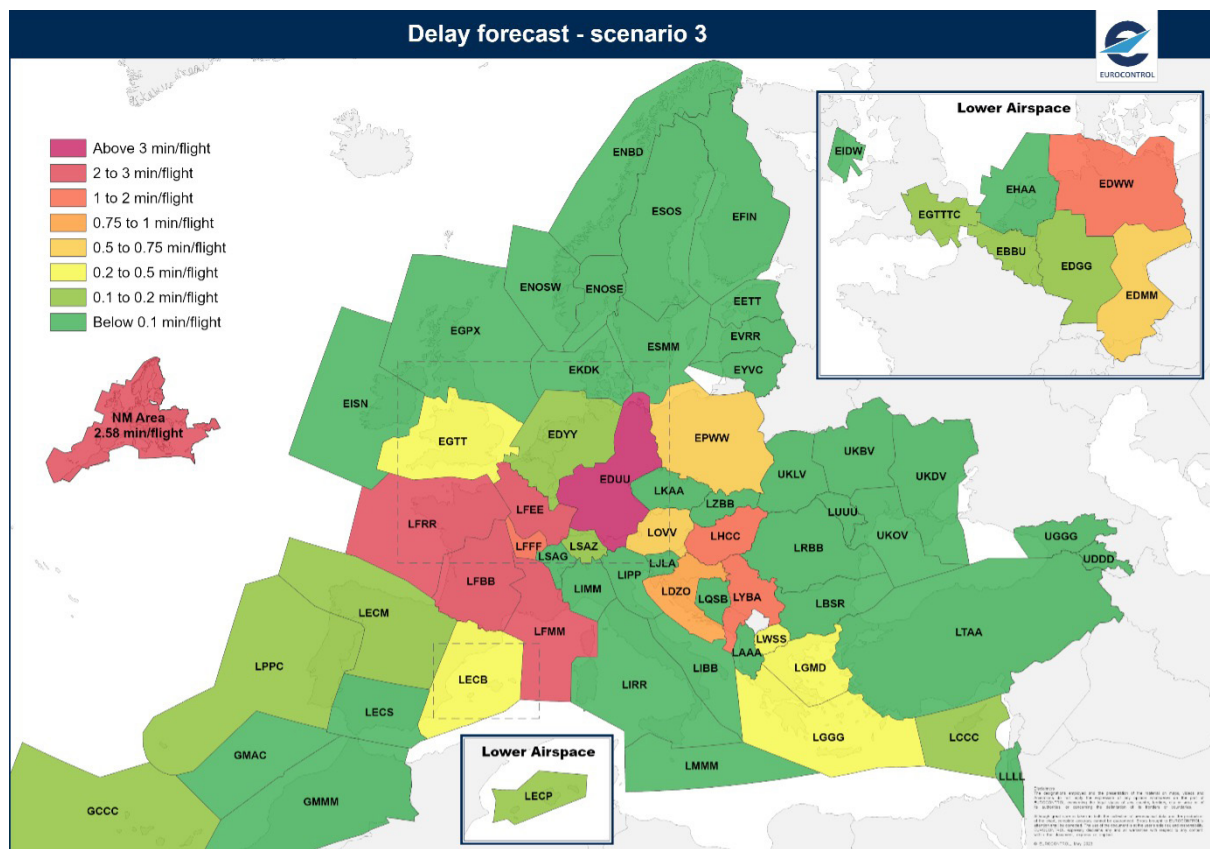 Delay forecast - scenario 3
EUROCONTROL
Above 3 min/flight
2 to 3 min/flight
1 to 2 min/flight
0.75 to 1 min/flight
0.5 to 0.75 min/flight
0.2 to 0.5 min/flight
0.1 to 0.2 min/flight
Below 0.1 min/flight
NM Area
2.58 min/flight
Lower Airspace
EIDW
EHAA
EDWW
EGTTTC
EBBU
EDGG
EDMM
ENBD
ESOS
EFIN
ENOSW
ENOSE
EETT
EGPX
EVRR
ESMM
EKDK
EYVC
EISN
EGTT
EDYY
EPWW
EDUU
UKLV
UKBV
UKDV
LKAA
LZBB
LFRR
LFEE
LUUU
LOVV
LHCC
LFFF
LSAZ
LSAG
UKOV
UGGG
LRBB
UDDD
LJLA
LIPP
LFBB
LIMM
LDZO
LQSB
LYBA
LBSR
LECM
LFMM
LWSS
LTAA
LAAA
LPPC
LGMD
LIBB
LECB
LIRR
LECS
LGGG
LCCC
GMAC
LMMM
LLLL
GCCC
GMMM
Lower Airspace
LECP